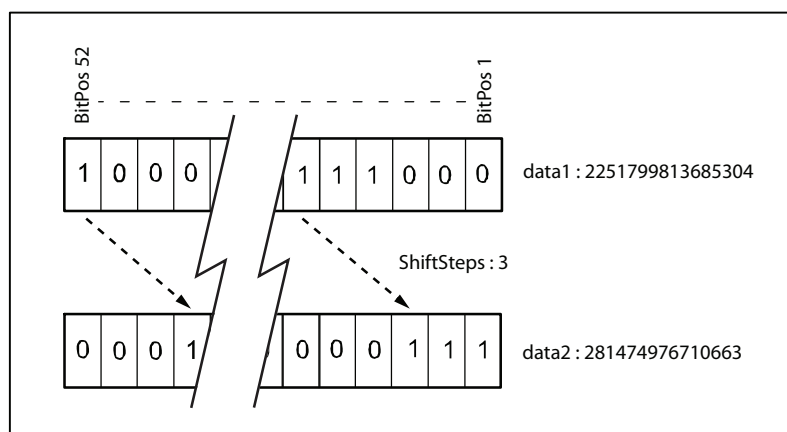 BitPos 52
BitPos 1
1 0 0 0 1 1 1 0 0 0
data1 : 2251799813685304
ShiftSteps : 3
0 0 0 1 0 0 0 0 1 1 1
data2 : 281474976710663